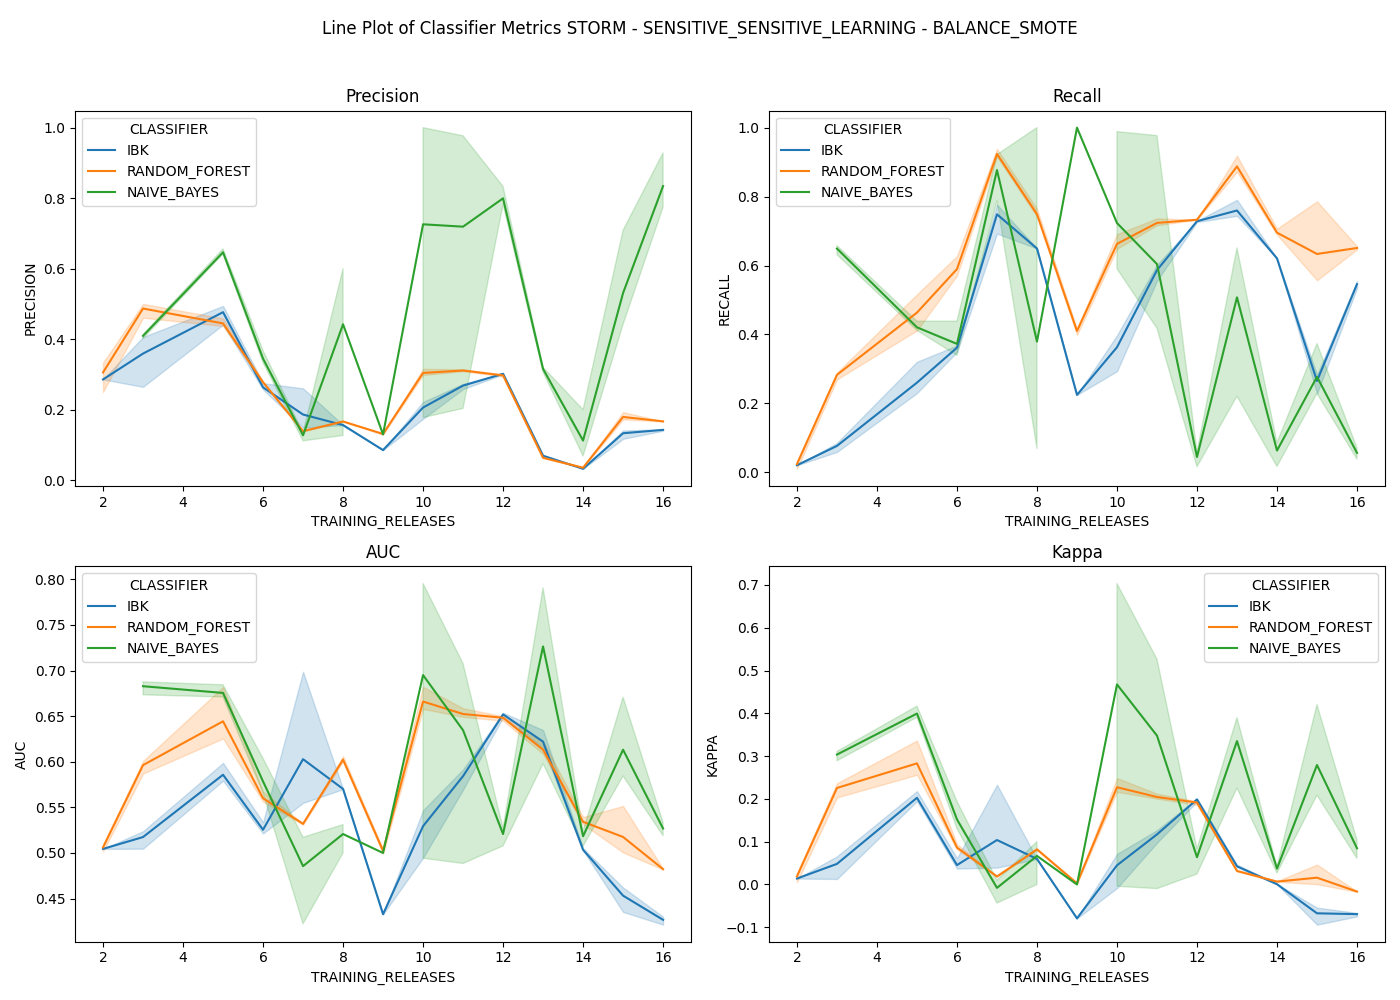 Line Plot of Classifier Metrics STORM - SENSITIVE_SENSITIVE_LEARNING - BALANCE_SMOTE
Precision
CLASSIFIER
IBK
RANDOM_FOREST
NAIVE_BAYES
1.0
0.8
0.6
0.4
0.2
0.0
PRECISION
2 4 6 8 10 12 14 16
TRAINING_RELEASES
Recall
CLASSIFIER
IBK
RANDOM_FOREST
NAIVE_BAYES
1.0
0.8
0.6
0.4
0.2
0.0
RECALL
2 4 6 8 10 12 14 16
TRAINING_RELEASES
AUC
CLASSIFIER
IBK
RANDOM_FOREST
NAIVE_BAYES
0.80
0.75
0.70
0.65
0.60
0.55
0.50
0.45
AUC
2 4 6 8 10 12 14 16
TRAINING_RELEASES
Kappa
CLASSIFIER
IBK
RANDOM_FOREST
NAIVE_BAYES
0.7
0.6
0.5
0.4
0.3
0.2
0.1
0.0
−0.1
KAPPA
2 4 6 8 10 12 14 16
TRAINING_RELEASES